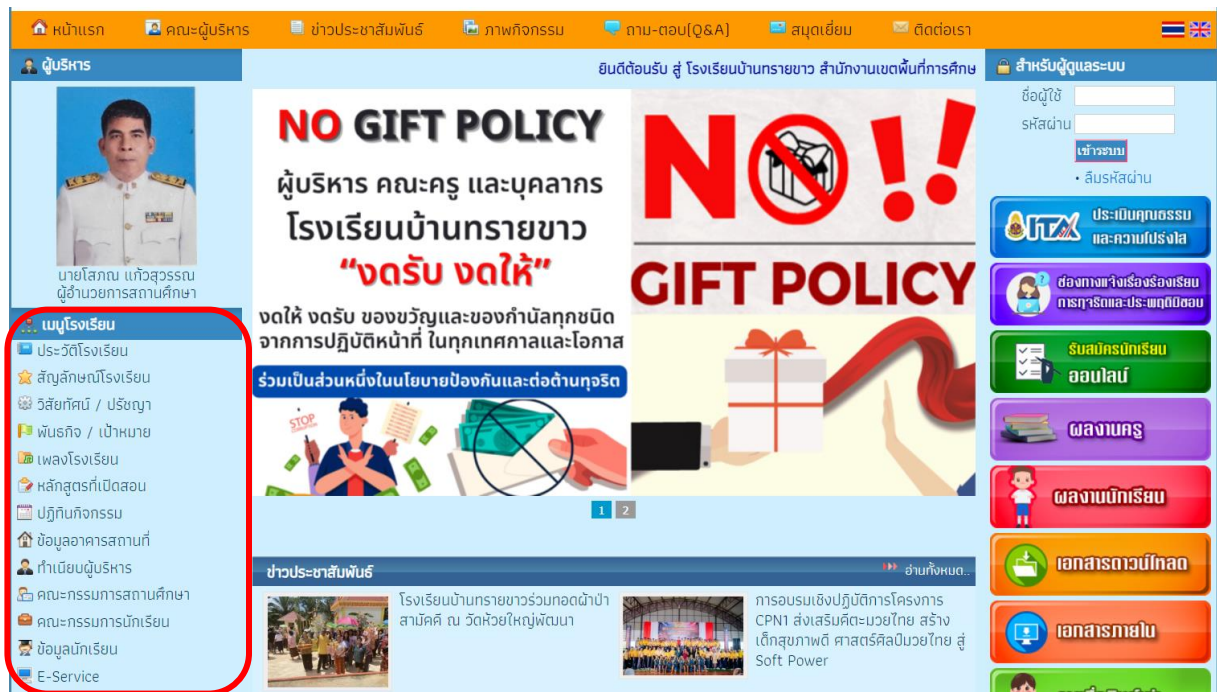 หน้าแรก
คณะผู้บริหาร
ข่าวประชาสัมพันธ์
ภาพกิจกรรม
ถาม-ตอบ(Q&A)
สมุดเยี่ยม
ติดต่อเรา
ผู้บริหาร
นายโสภณ แก้วสุวรรณ
ผู้อำนวยการสถานศึกษา
เมนูโรงเรียน
ประวัติโรงเรียน
สัญลักษณ์โรงเรียน
วิสัยทัศน์ / ปรัชญา
พันธกิจ / เป้าหมาย
เพลงโรงเรียน
หลักสูตรที่เปิดสอน
ปฏิทินกิจกรรม
ข้อมูลอาคารสถานที่
ทำเนียบผู้บริหาร
คณะกรรมการสถานศึกษา
คณะกรรมการนักเรียน
ข้อมูลนักเรียน
E-Service
ยินดีต้อนรับ สู่ โรงเรียนบ้านทรายขาว สำนักงานเขตพื้นที่การศึกษ
NO GIFT POLICY
ผู้บริหาร คณะครู และบุคลากร
โรงเรียนบ้านทรายขาว
“งดรับ งดให้”
งดให้ งดรับ ของขวัญและของกำนัลทุกชนิด
จากการปฏิบัติหน้าที่ ในทุกเทศกาลและโอกาส
ร่วมเป็นส่วนหนึ่งในนโยบายป้องกันและต่อต้านทุจริต
STOP
CORRUPTION
NO!!
GIFT POLICY
1 2
ข่าวประชาสัมพันธ์
อ่านทั้งหมด..
โรงเรียนบ้านทรายขาวร่วมทอดผ้าป่า
สามัคคี ณ วัดห้วยใหญ่พัฒนา
การอบรมเชิงปฏิบัติการโครงการ
CPN1 ส่งเสริมคีตะมวยไทย สร้าง
เด็กสุขภาพดี ศาสตร์ศิลป์มวยไทย สู่
Soft Power
สำหรับผู้ดูแลระบบ
ชื่อผู้ใช้
รหัสผ่าน
เข้าระบบ
• ลืมรหัสผ่าน
ITA
ประเมินคุณธรรม
และความโปร่งใส
ช่องทางแจ้งเรื่องร้องเรียน
การทุจริตและประพฤติมิชอบ
รับสมัครนักเรียน
ออนไลน์
ผลงานครู
ผลงานนักเรียน
เอกสารดาวน์โหลด
เอกสารภายใน